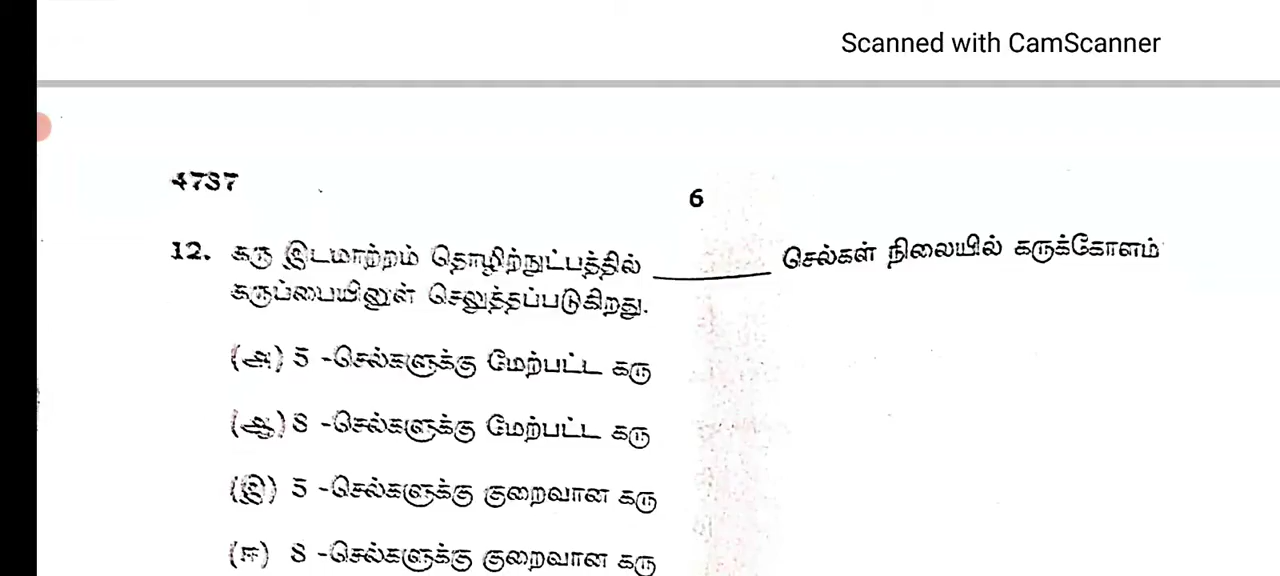 Scanned with CamScanner
4737
6
12. கரு இடமாற்றம் தொழிற்நுட்பத்தில் ________ செல்கள் நிலையில் கருக்கோளம்
கருப்பையினுள் செலுத்தப்படுகிறது.
(அ) 5 -செல்களுக்கு மேற்பட்ட கரு
(ஆ) 8 -செல்களுக்கு மேற்பட்ட கரு
(இ) 5 -செல்களுக்கு குறைவான கரு
(ஈ) 8 -செல்களுக்கு குறைவான கரு